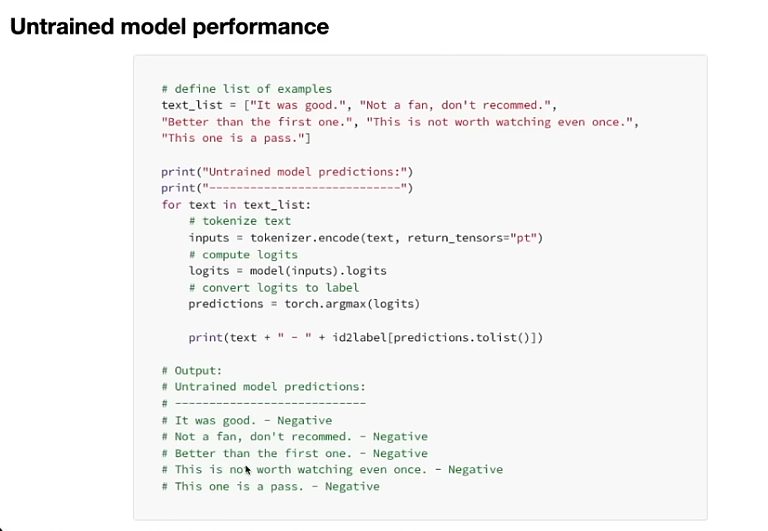 Untrained model performance
# define list of examples
text_list = ["It was good.", "Not a fan, don't recommed.",
"Better than the first one.", "This is not worth watching even once.",
"This one is a pass."]
print("Untrained model predictions:")
print("----------------------------")
for text in text_list:
    # tokenize text
    inputs = tokenizer.encode(text, return_tensors="pt")
    # compute logits
    logits = model(inputs).logits
    # convert logits to label
    predictions = torch.argmax(logits)
    print(text + " - " + id2label[predictions.tolist()])
# Output:
# Untrained model predictions:
# ----------------------------
# It was good. - Negative
# Not a fan, don't recommed. - Negative
# Better than the first one. - Negative
# This is not worth watching even once. - Negative
# This one is a pass. - Negative